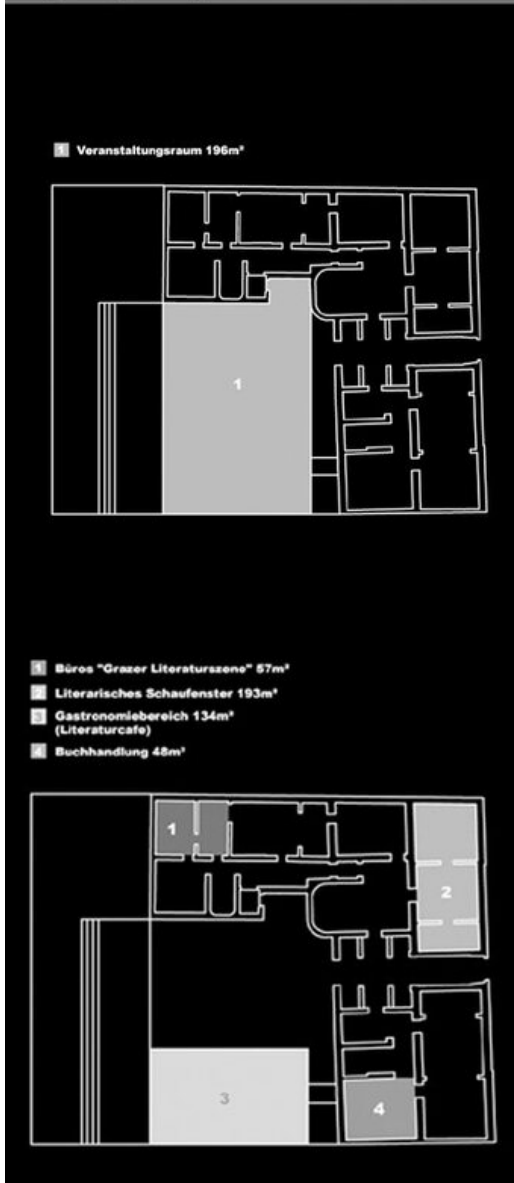 1 Veranstaltungsraum 196m²
1
1 Büros "Grazer Literaturszene" 57m²
2 Literarisches Schaufenster 193m²
3 Gastronomiebereich 134m²
(Literaturcafe)
4 Buchhandlung 48m²
1
2
3
4